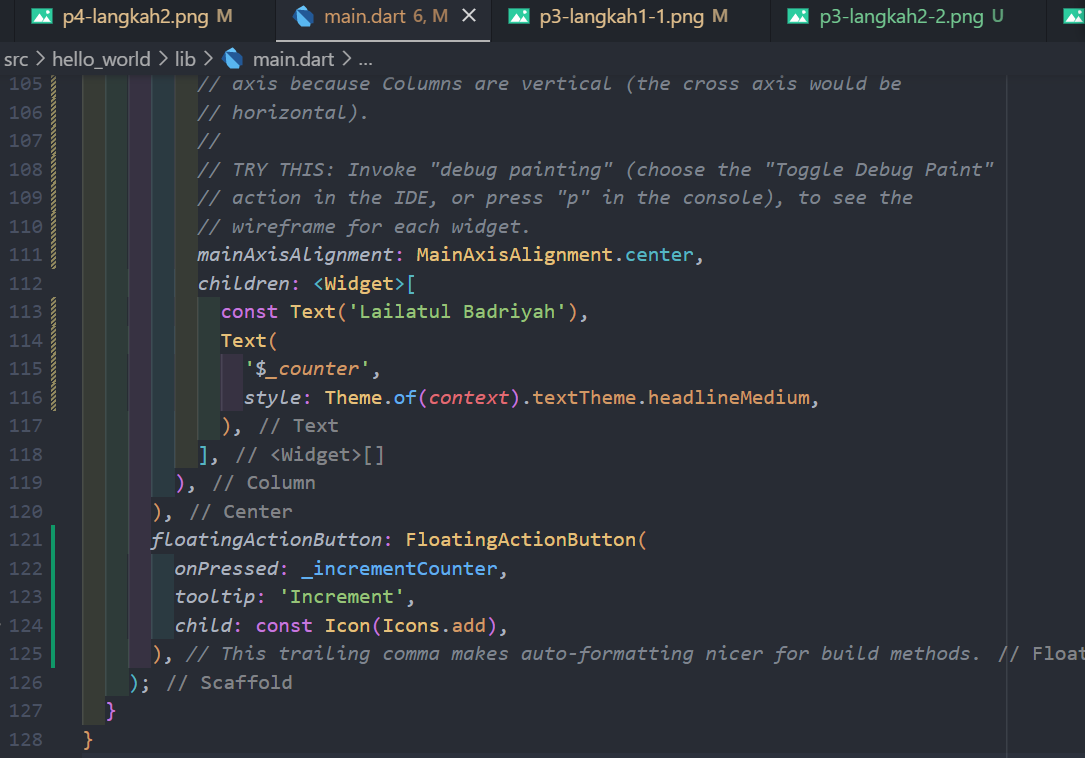 p4-langkah2.png M
main.dart 6, M
p3-langkah1-1.png M
p3-langkah2-2.png U
src > hello_world > lib > main.dart > ...
105 // axis because Columns are vertical (the cross axis would be
106 // horizontal).
107 //
108 // TRY THIS: Invoke "debug painting" (choose the "Toggle Debug Paint"
109 // action in the IDE, or press "p" in the console), to see the
110 // wireframe for each widget.
111 mainAxisAlignment: MainAxisAlignment.center,
112 children: <Widget>[
113 const Text('Lailatul Badriyah'),
114 Text(
115 '$_counter',
116 style: Theme.of(context).textTheme.headlineMedium,
117 ), // Text
118 ], // <Widget>[]
119 ), // Column
120 ), // Center
121 floatingActionButton: FloatingActionButton(
122 onPressed: _incrementCounter,
123 tooltip: 'Increment',
124 child: const Icon(Icons.add),
125 ), // This trailing comma makes auto-formatting nicer for build methods. // Float
126 ); // Scaffold
127 }
128 }